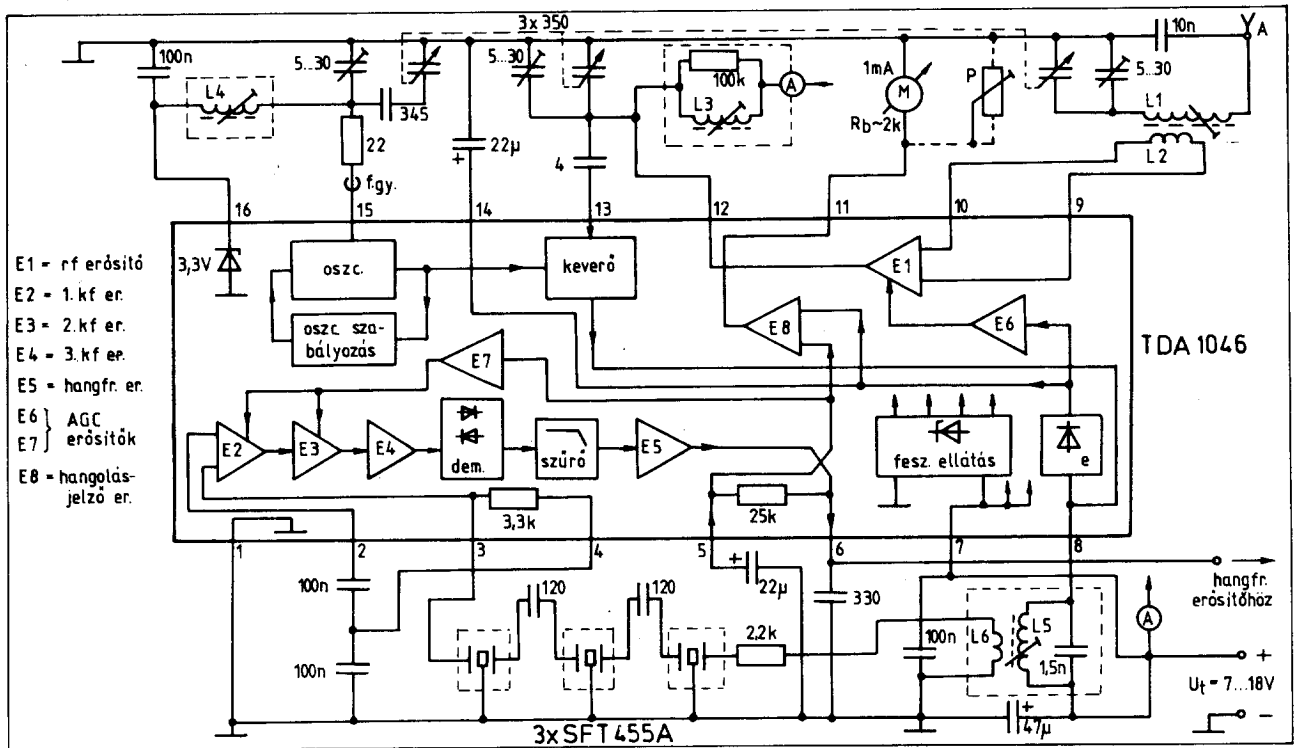 3x350
100n
5...30
345
22µ
+
5...30
4
100k
L3
A
1mA
M
Rb~2k
P
10n
A
5...30
L1
L2
L4
22
f.gy.
16
15
14
13
12
11
10
9
3,3V
oszc.
keverő
oszc. sza-
bályozás
E1
E8
E6
E7
TDA 1046
E1 = rf erősítő
E2 = 1.kf er.
E3 = 2.kf er.
E4 = 3.kf er.
E5 = hangfr. er.
E6 } AGC
E7 } erősítők
E8 = hangolás-
jelző er.
E2
E3
E4
dem.
szűrő
E5
fesz. ellátás
e
3,3k
25k
1
2
3
4
5
6
7
8
100n
100n
120
120
+
22µ
330
2,2k
100n
L6
L5
1,5n
A
hangfr.
erősítőhöz
+
Ut = 7...18V
−
+
47µ
3x SFT 455A